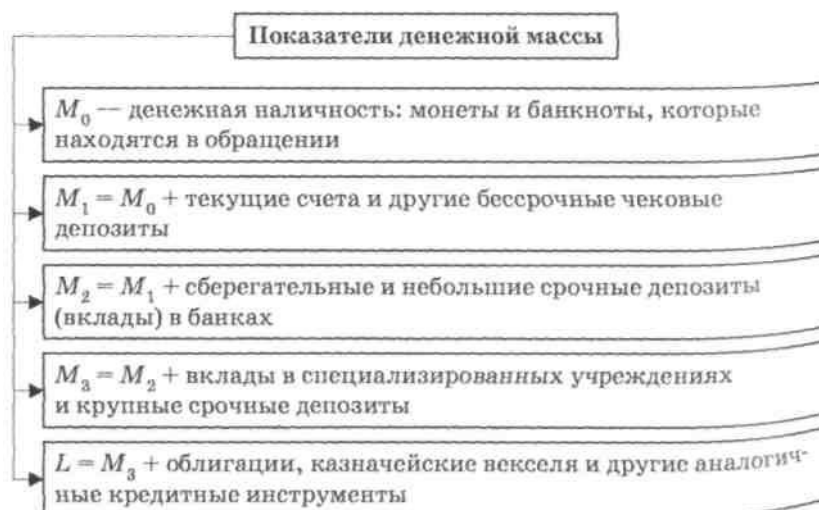 Показатели денежной массы
M₀ — денежная наличность: монеты и банкноты, которые
находятся в обращении
M₁ = M₀ + текущие счета и другие бессрочные чековые
депозиты
M₂ = M₁ + сберегательные и небольшие срочные депозиты
(вклады) в банках
M₃ = M₂ + вклады в специализированных учреждениях
и крупные срочные депозиты
L = M₃ + облигации, казначейские векселя и другие аналогич-
ные кредитные инструменты